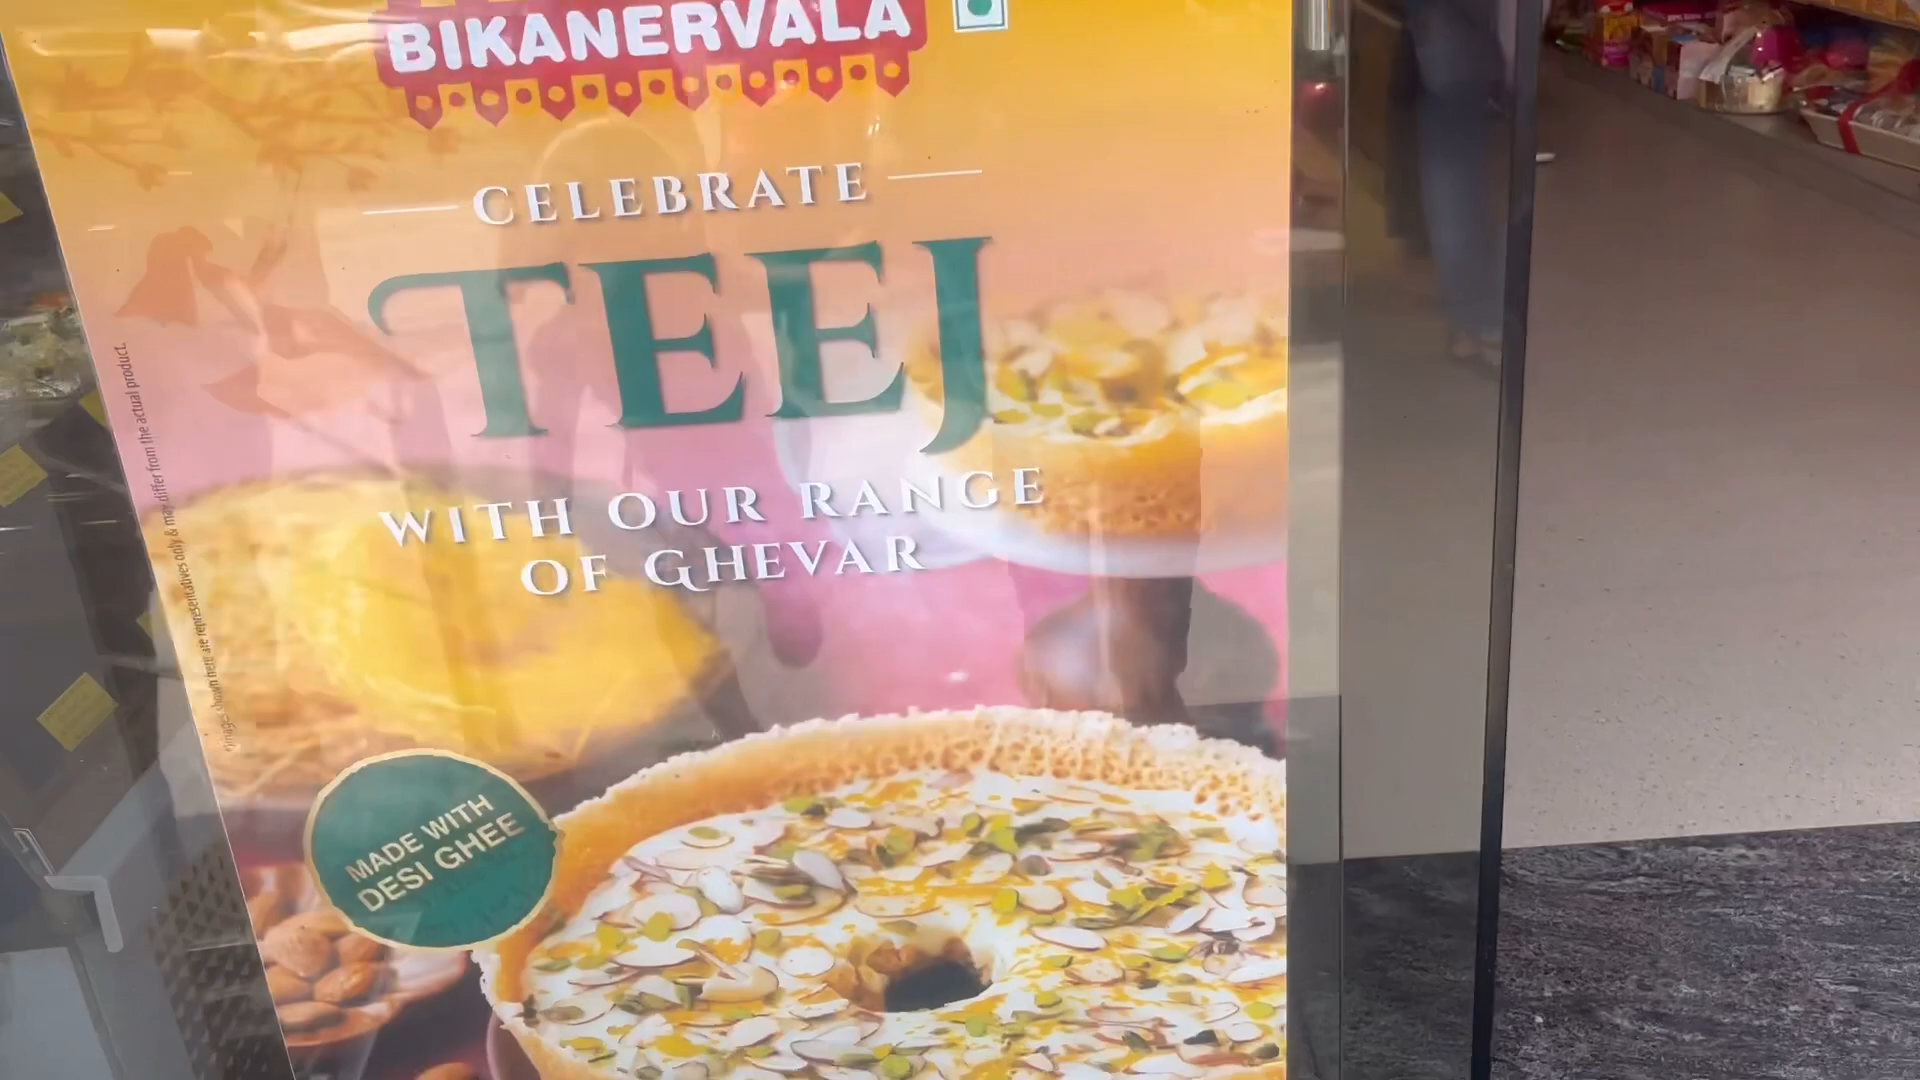 BIKANERVALA
CELEBRATE
TEEJ
WITH OUR RANGE
OF GHEVAR
*Images shown here are representatives only & may differ from the actual product.
MADE WITH
DESI GHEE